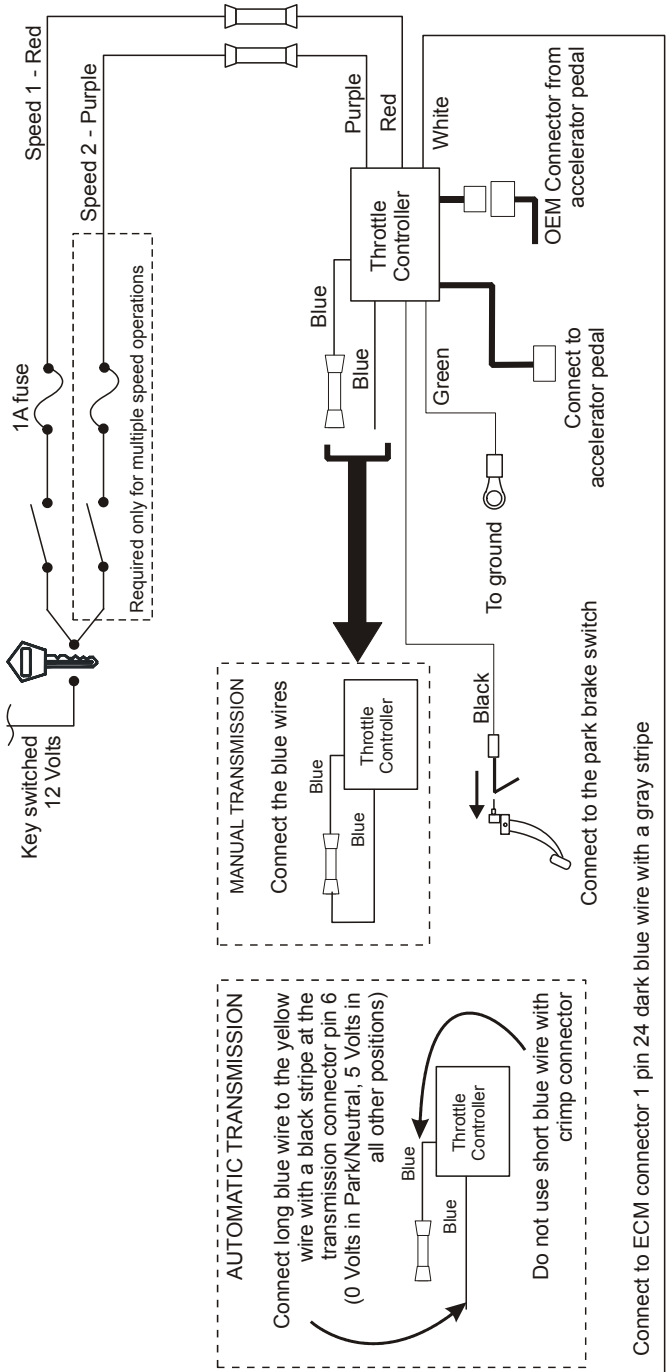 Key switched
12 Volts
1A fuse
Speed 1 - Red
Speed 2 - Purple
Required only for multiple speed operations
AUTOMATIC TRANSMISSION
Connect long blue wire to the yellow
wire with a black stripe at the
transmission connector pin 6
(0 Volts in Park/Neutral, 5 Volts in
all other positions)
Blue
Blue
Throttle
Controller
Do not use short blue wire with
crimp connector
MANUAL TRANSMISSION
Connect the blue wires
Blue
Blue
Throttle
Controller
Blue
Blue
Throttle
Controller
Purple
Red
White
Green
Black
To ground
Connect to the park brake switch
Connect to
accelerator pedal
OEM Connector from
accelerator pedal
Connect to ECM connector 1 pin 24 dark blue wire with a gray stripe